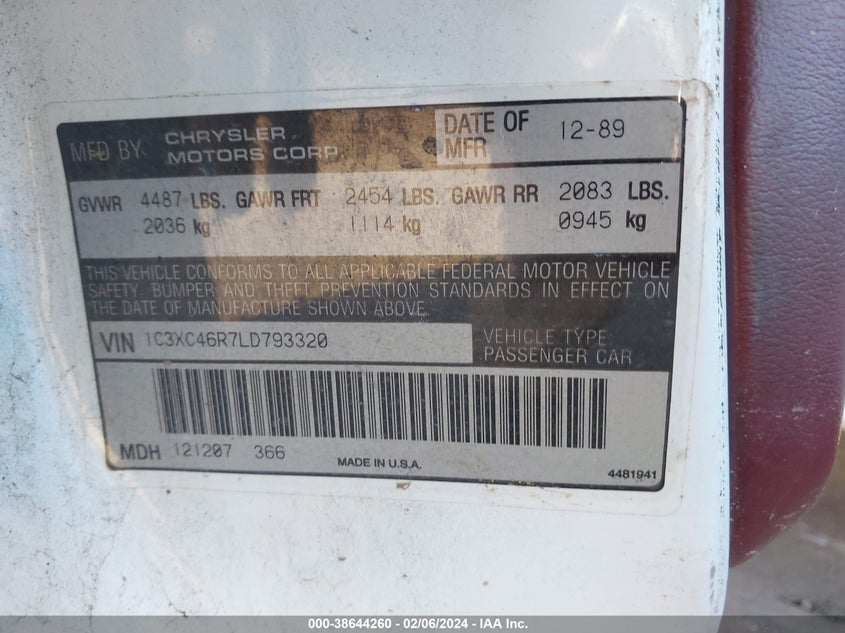 MFD BY CHRYSLER MOTORS CORP. DATE OF MFR 12-89
GVWR 4487 LBS. GAWR FRT 2454 LBS. GAWR RR 2083 LBS.
2036 kg 1114 kg 0945 kg
THIS VEHICLE CONFORMS TO ALL APPLICABLE FEDERAL MOTOR VEHICLE
SAFETY, BUMPER AND THEFT PREVENTION STANDARDS IN EFFECT ON
THE DATE OF MANUFACTURE SHOWN ABOVE.
VIN 1C3XC46R7LD793320 VEHICLE TYPE:
PASSENGER CAR
MDH 121207 366
MADE IN U.S.A.
4481941
000-38644260 - 02/06/2024 - IAA Inc.